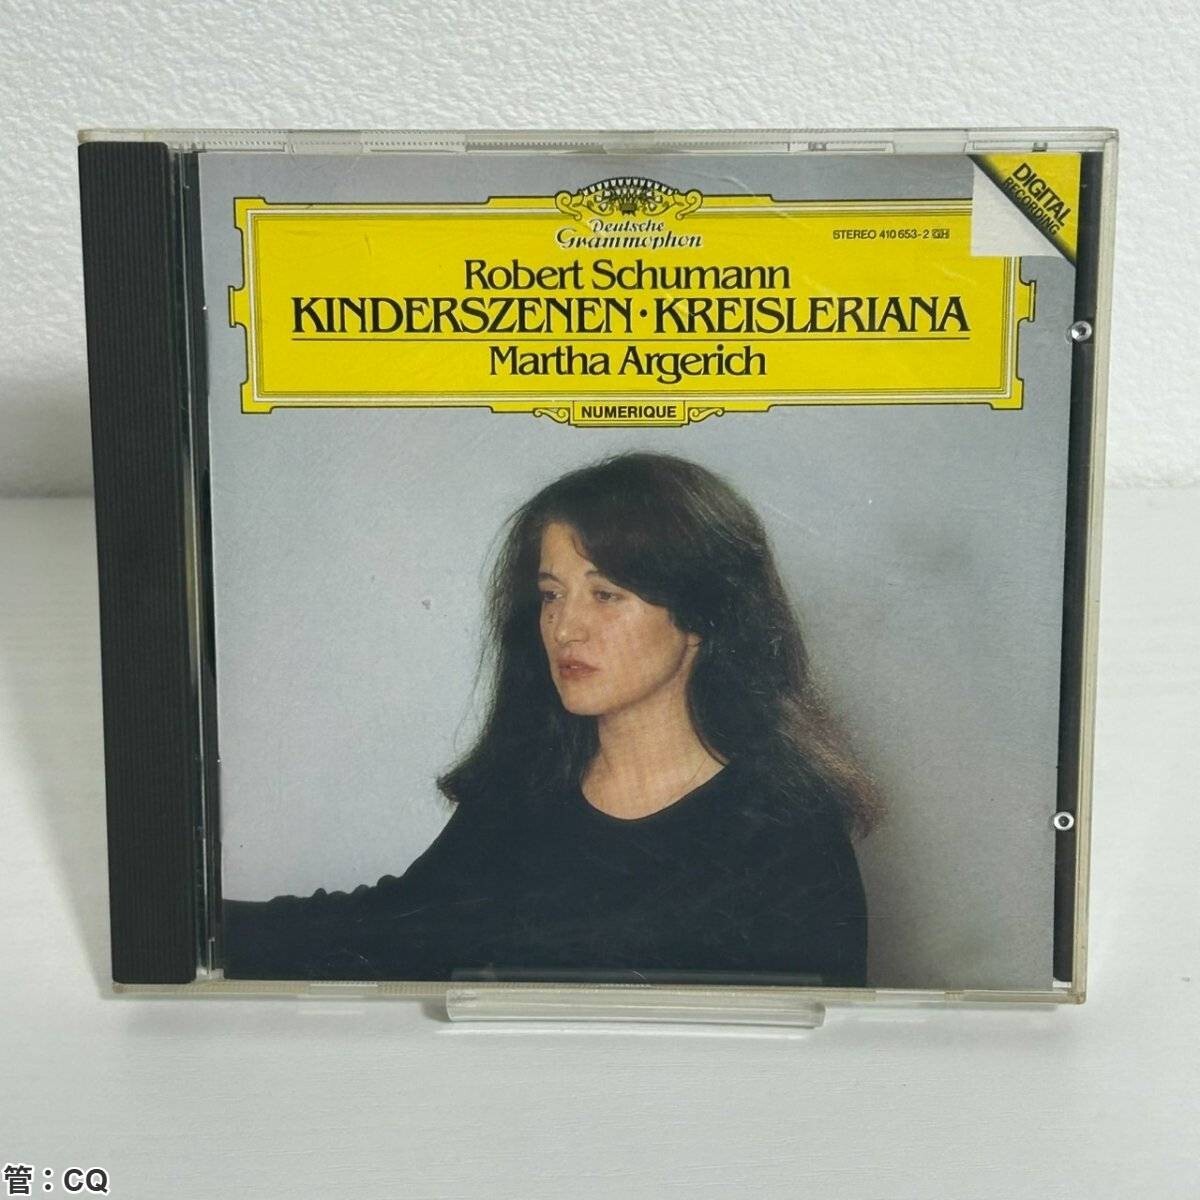 DIGITAL
RECORDING
Deutsche
Grammophon
STEREO 410 653-2 GH
Robert Schumann
KINDERSZENEN · KREISLERIANA
Martha Argerich
NUMERIQUE
管：CQ